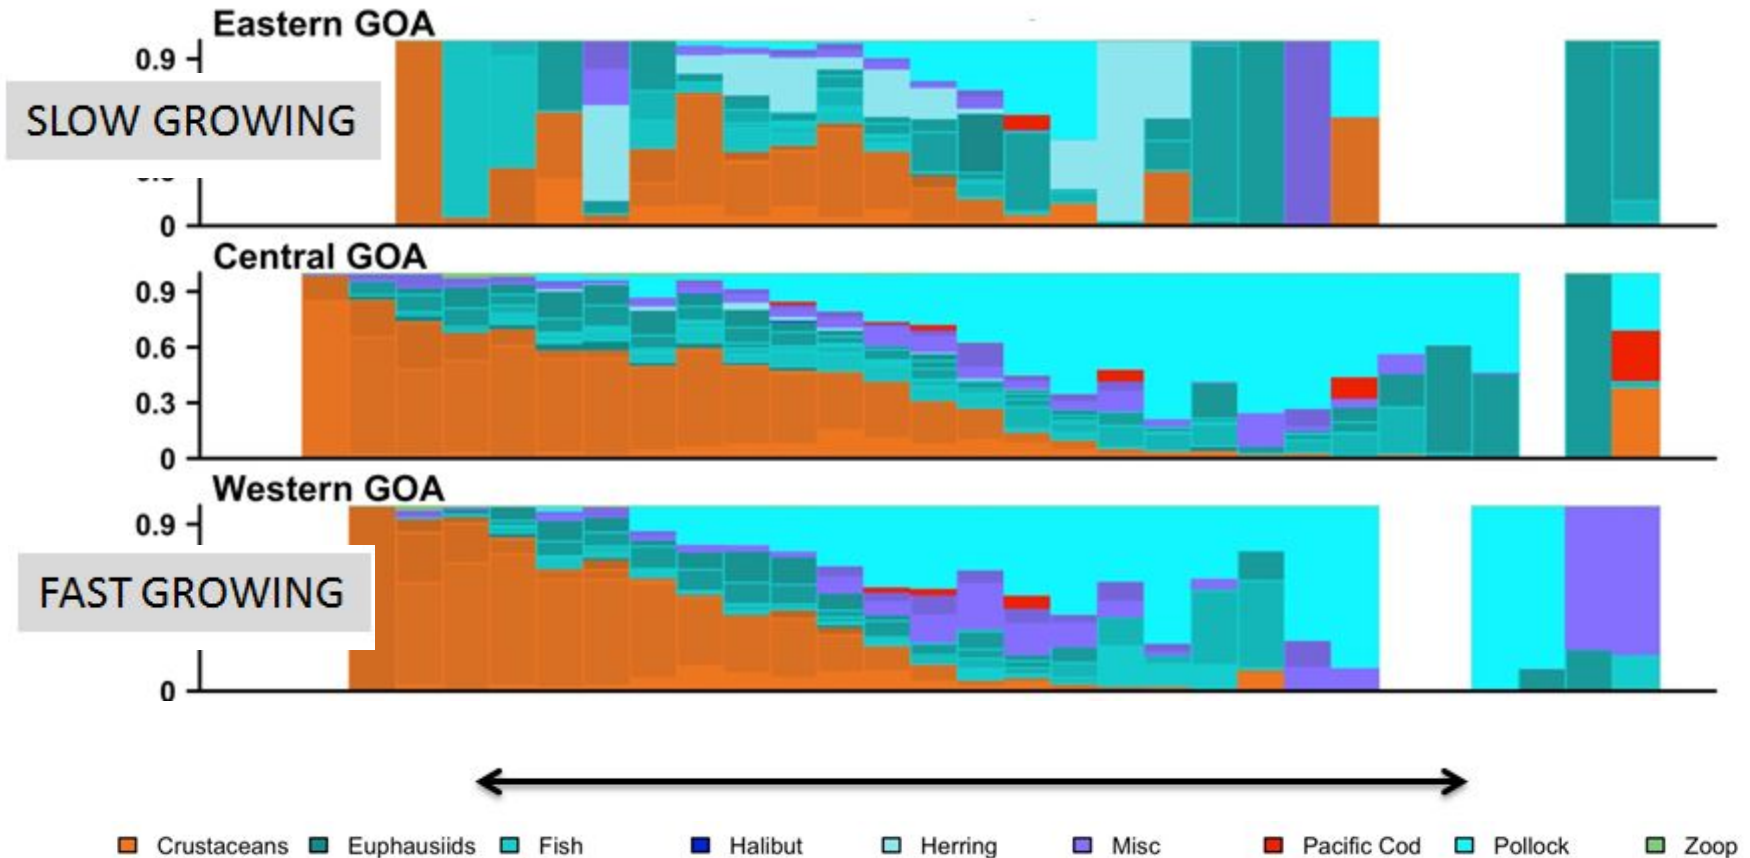 Eastern GOA
0.9
SLOW GROWING
0
Central GOA
0.9
0.6
0.3
0
Western GOA
0.9
FAST GROWING
0
Crustaceans Euphausiids Fish Halibut Herring Misc Pacific Cod Pollock Zoop